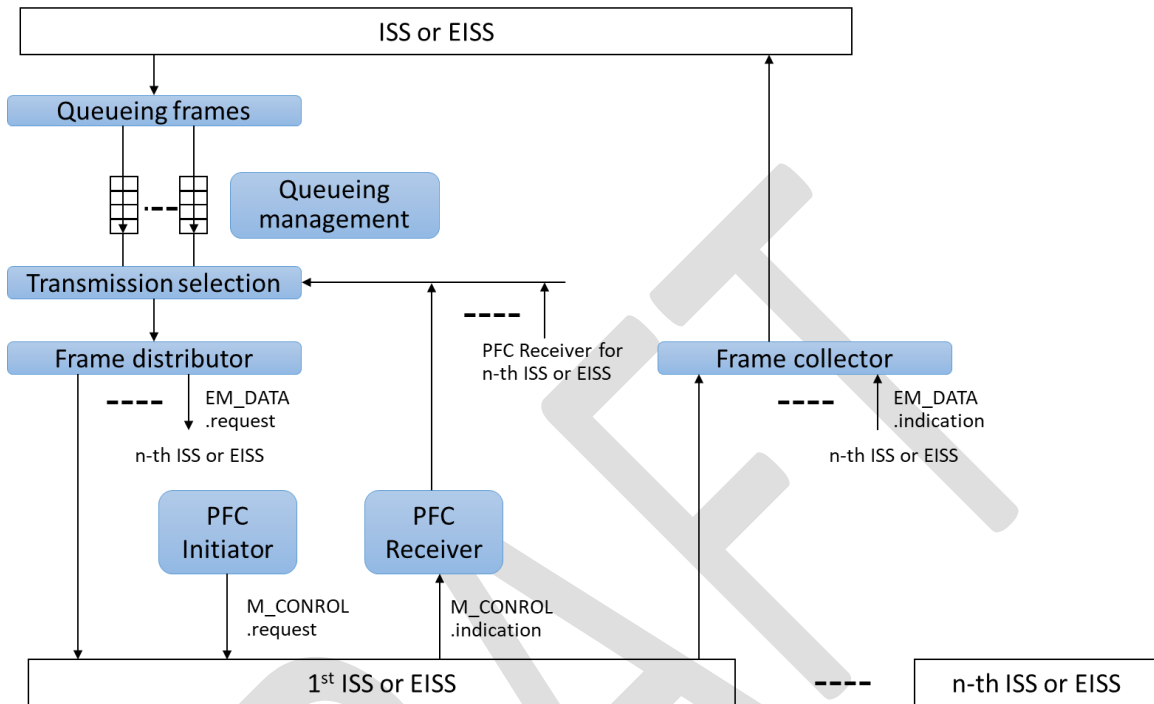 ISS or EISS
Queueing frames
Queueing
management
Transmission selection
PFC Receiver for
n-th ISS or EISS
Frame distributor
Frame collector
EM_DATA
.request
n-th ISS or EISS
EM_DATA
.indication
n-th ISS or EISS
PFC
Initiator
PFC
Receiver
M_CONROL
.request
M_CONROL
.indication
1st ISS or EISS
n-th ISS or EISS
DRAFT